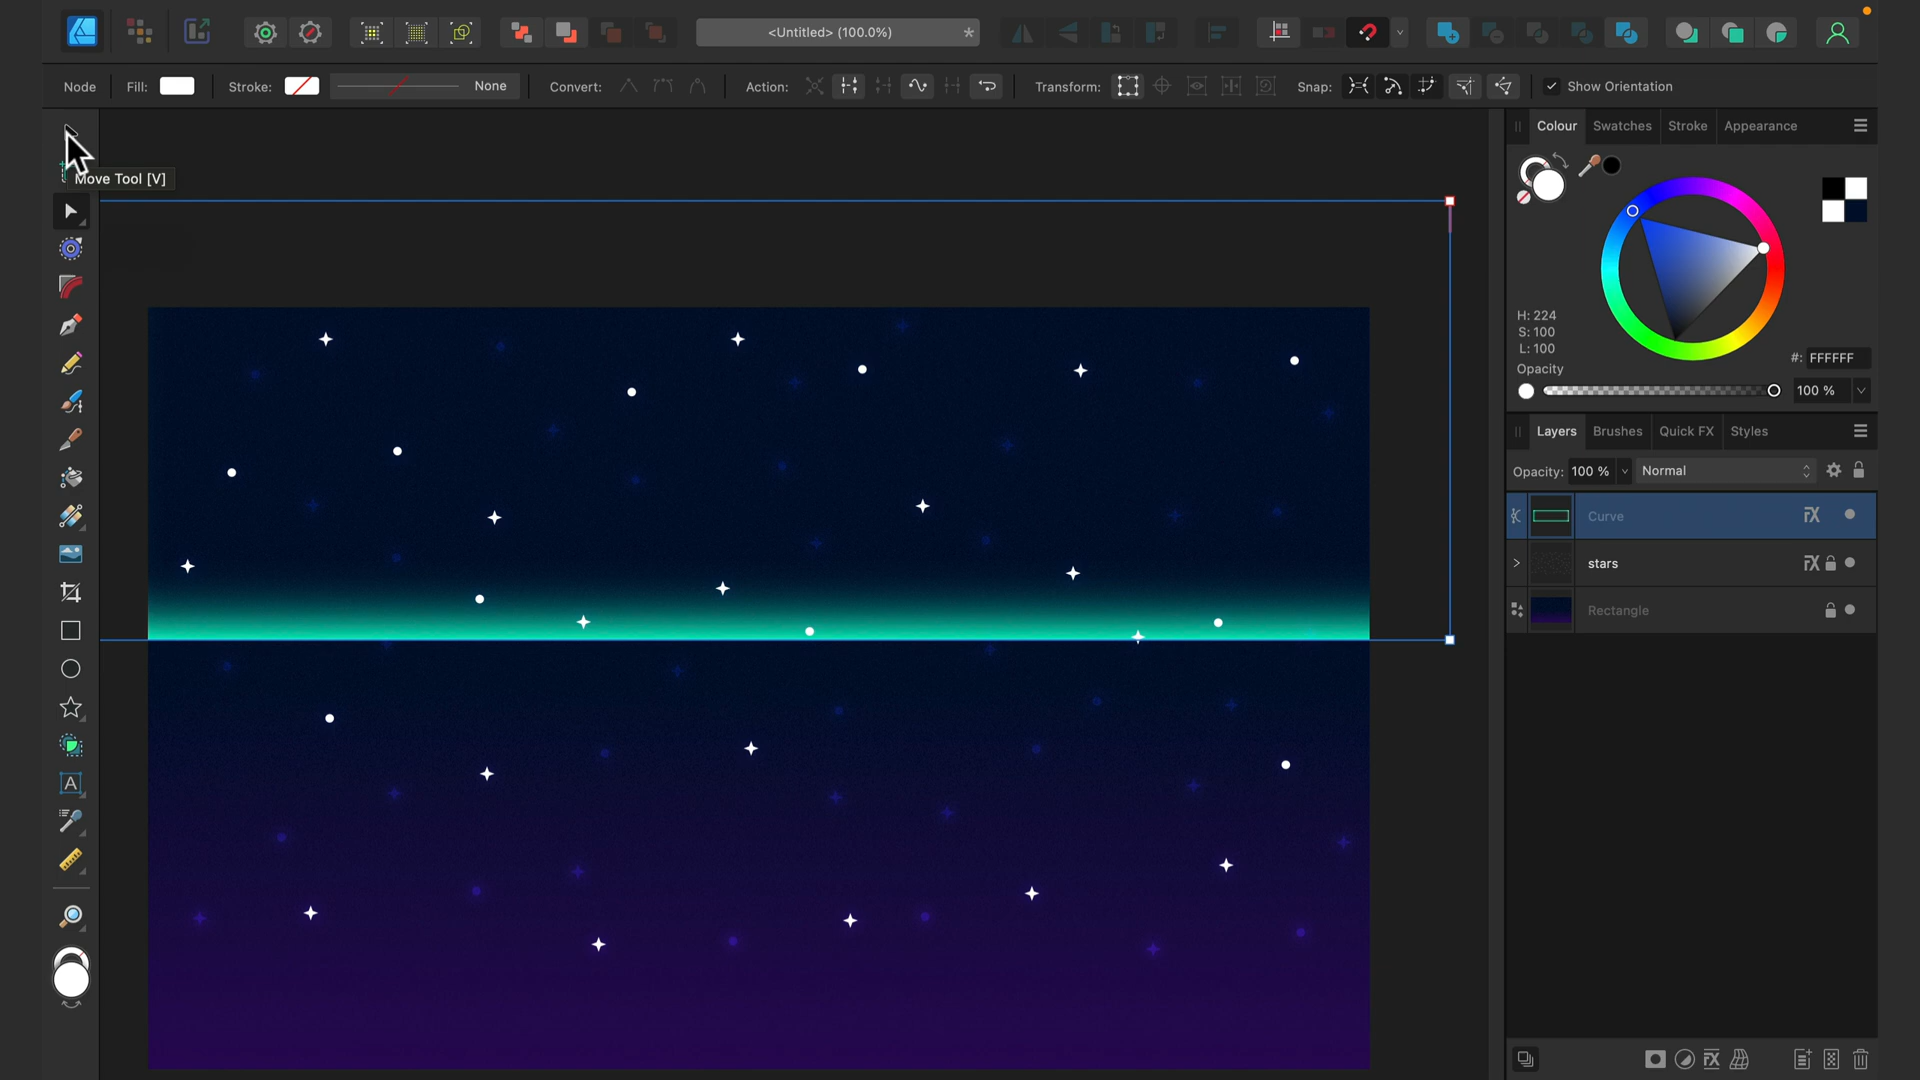 <Untitled> (100.0%)
*
Node Fill: Stroke: None Convert: Action: Transform: Snap: Show Orientation
Move Tool [V]
Colour Swatches Stroke Appearance
H: 224
S: 100
L: 100
#: FFFFFF
Opacity
100 %
Layers Brushes Quick FX Styles
Opacity: 100 % Normal
Curve
stars
Rectangle